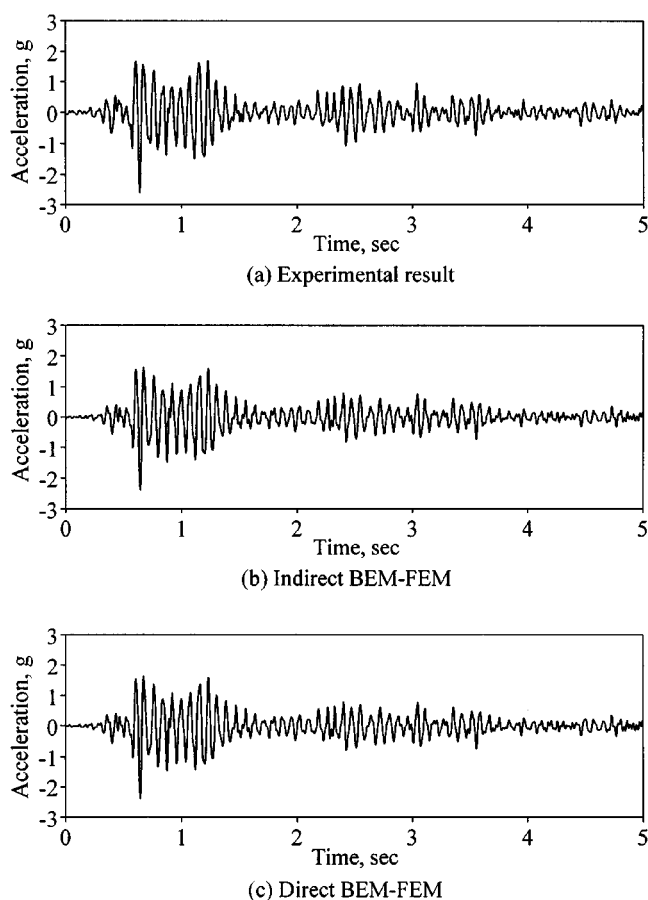 Acceleration, g
3
2
1
0
-1
-2
-3
0 1 2 3 4 5
Time, sec
(a) Experimental result
Acceleration, g
3
2
1
0
-1
-2
-3
0 1 2 3 4 5
Time, sec
(b) Indirect BEM-FEM
Acceleration, g
3
2
1
0
-1
-2
-3
0 1 2 3 4 5
Time, sec
(c) Direct BEM-FEM